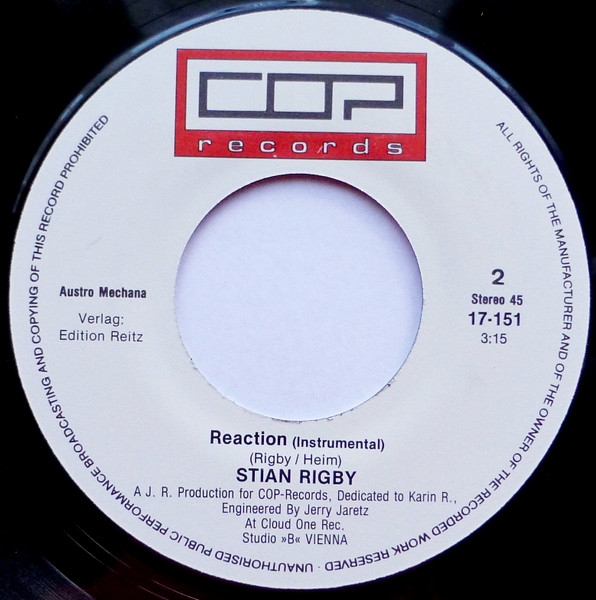 COP
records
ALL RIGHTS OF THE MANUFACTURER AND OF THE OWNER OF THE RECORDED WORK RESERVED · UNAUTHORISED PUBLIC PERFORMANCE BROADCASTING AND COPYING OF THIS RECORD PROHIBITED
Austro Mechana
Verlag:
Edition Reitz
2
Stereo 45
17-151
3:15
Reaction (Instrumental)
(Rigby / Heim)
STIAN RIGBY
A J. R. Production for COP-Records, Dedicated to Karin R.,
Engineered By Jerry Jaretz
At Cloud One Rec.
Studio »B« VIENNA